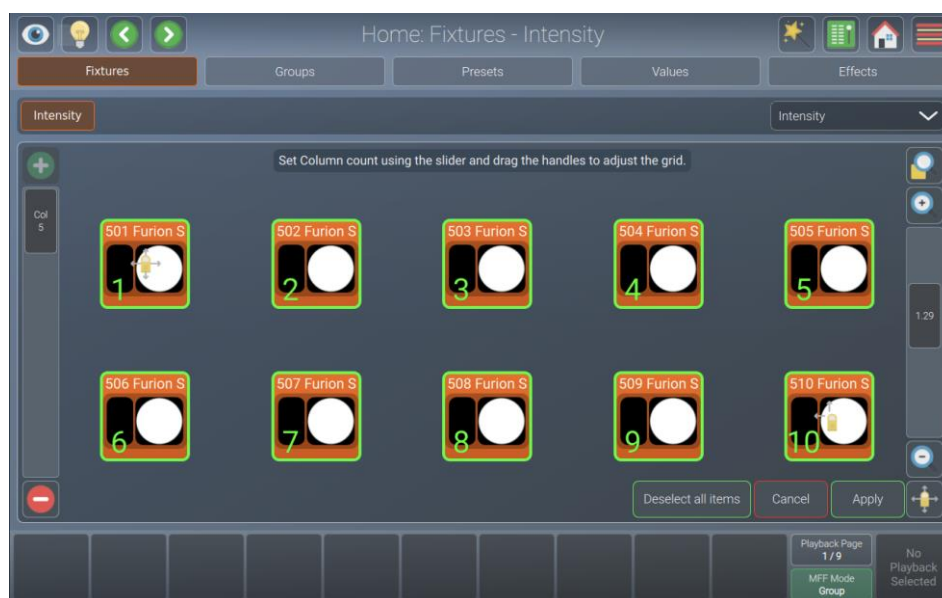 Home: Fixtures - Intensity
Fixtures Groups Presets Values Effects
Intensity Intensity
Set Column count using the slider and drag the handles to adjust the grid.
Col
5
501 Furion S 502 Furion S 503 Furion S 504 Furion S 505 Furion S
1 2 3 4 5
1.29
506 Furion S 507 Furion S 508 Furion S 509 Furion S 510 Furion S
6 7 8 9 10
Deselect all items Cancel Apply
Playback Page
1 / 9
MFF Mode
Group
No
Playback
Selected